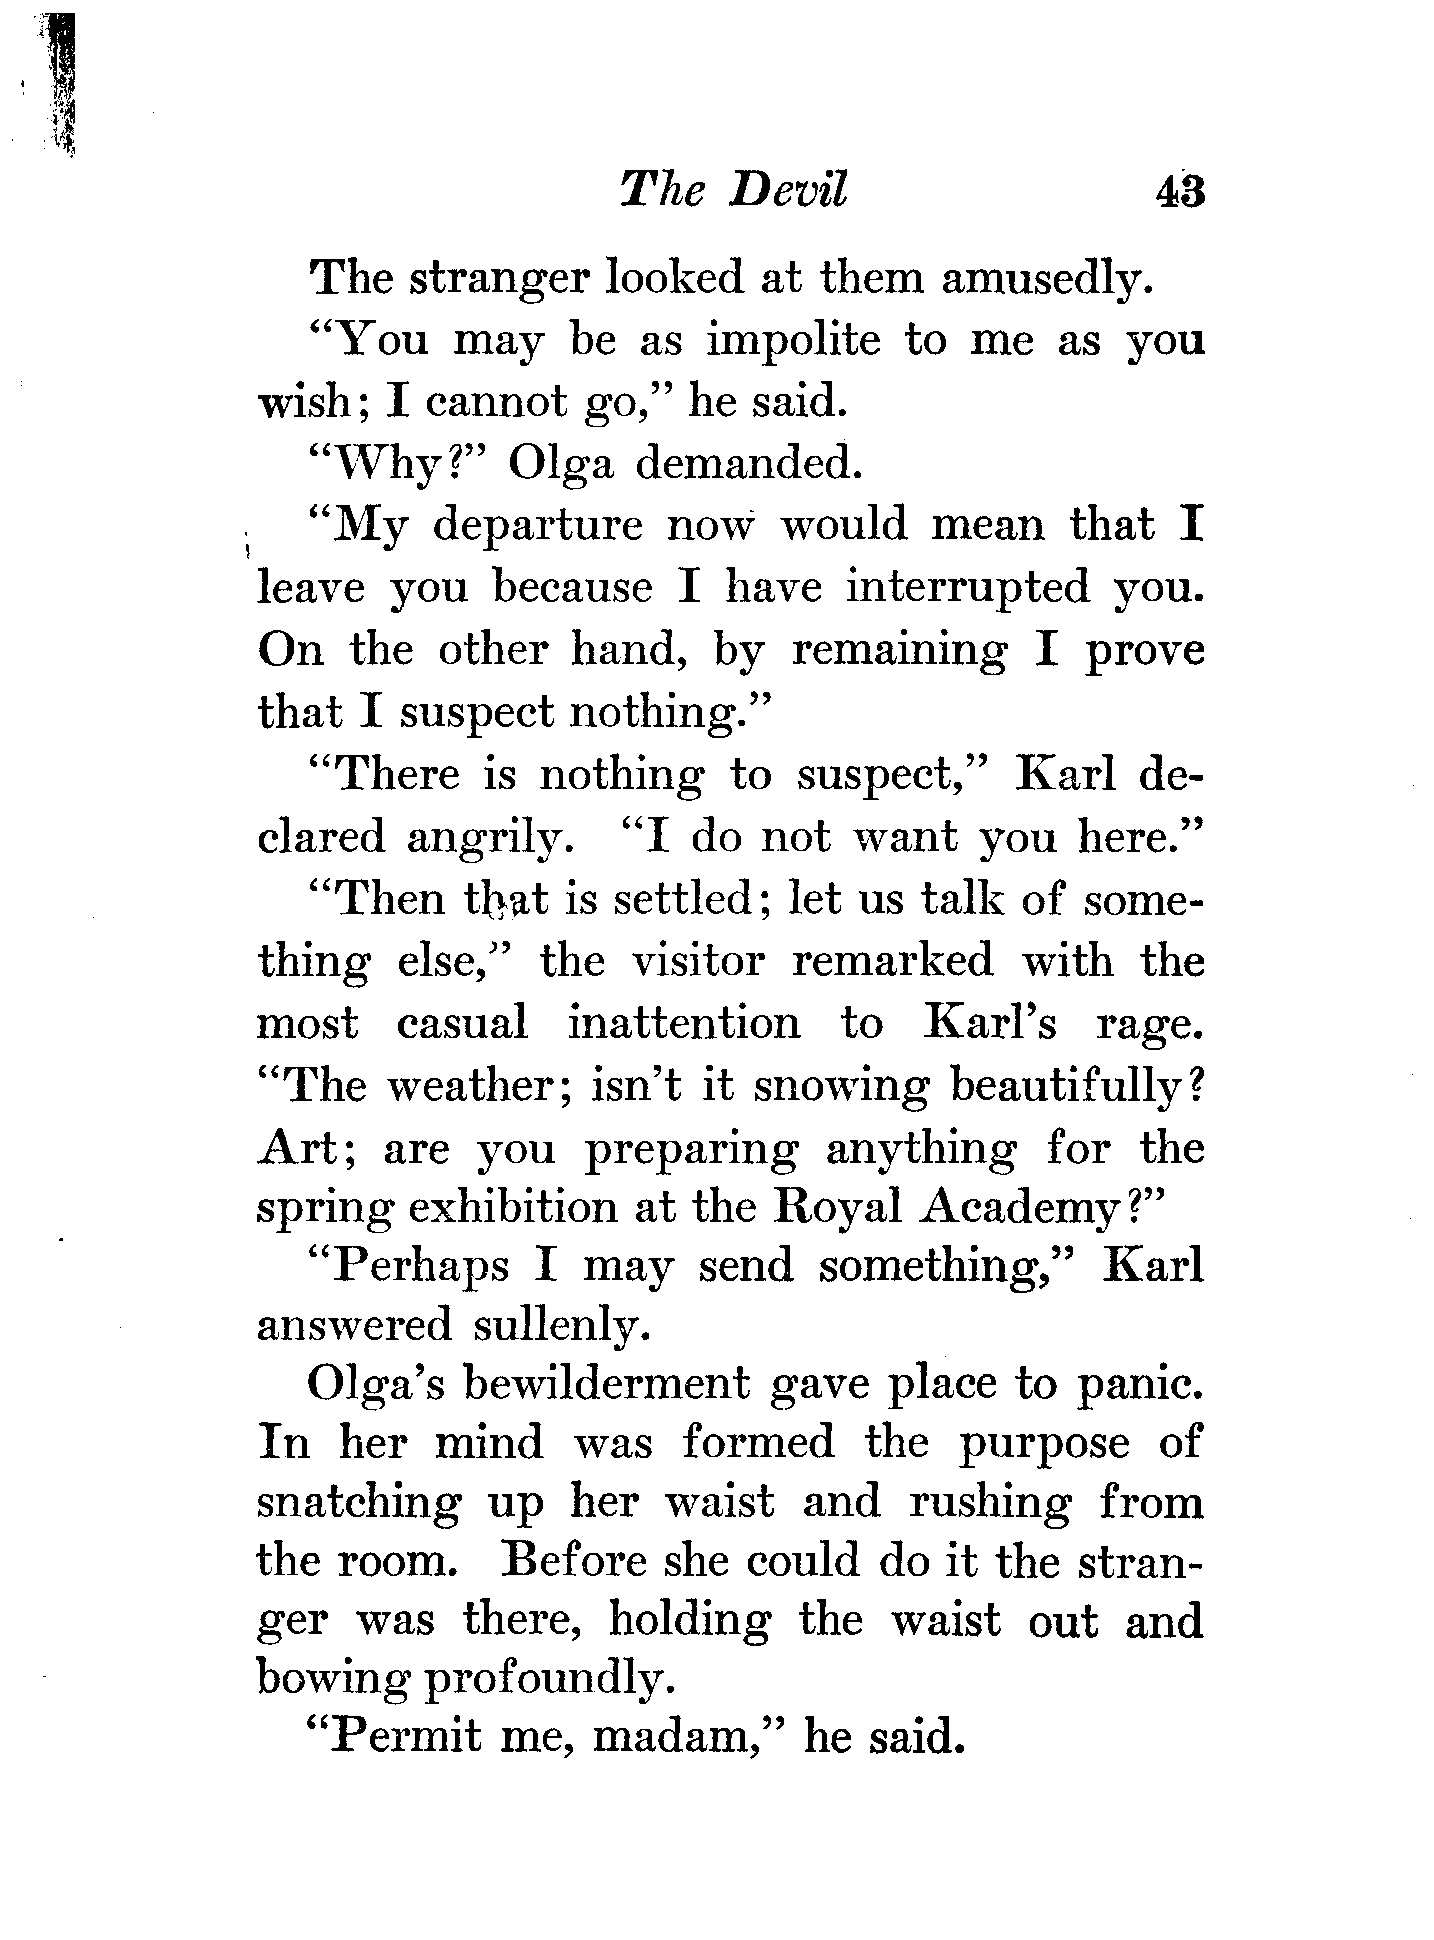 The Devil 43
The stranger looked at them amusedly.
“You may be as impolite to me as you
wish; I cannot go,” he said.
“Why?” Olga demanded.
“My departure now would mean that I
leave you because I have interrupted you.
On the other hand, by remaining I prove
that I suspect nothing.”
“There is nothing to suspect,” Karl de-
clared angrily. “I do not want you here.”
“Then that is settled; let us talk of some-
thing else,” the visitor remarked with the
most casual inattention to Karl’s rage.
“The weather; isn’t it snowing beautifully?
Art; are you preparing anything for the
spring exhibition at the Royal Academy?”
“Perhaps I may send something,” Karl
answered sullenly.
Olga’s bewilderment gave place to panic.
In her mind was formed the purpose of
snatching up her waist and rushing from
the room. Before she could do it the stran-
ger was there, holding the waist out and
bowing profoundly.
“Permit me, madam,” he said.